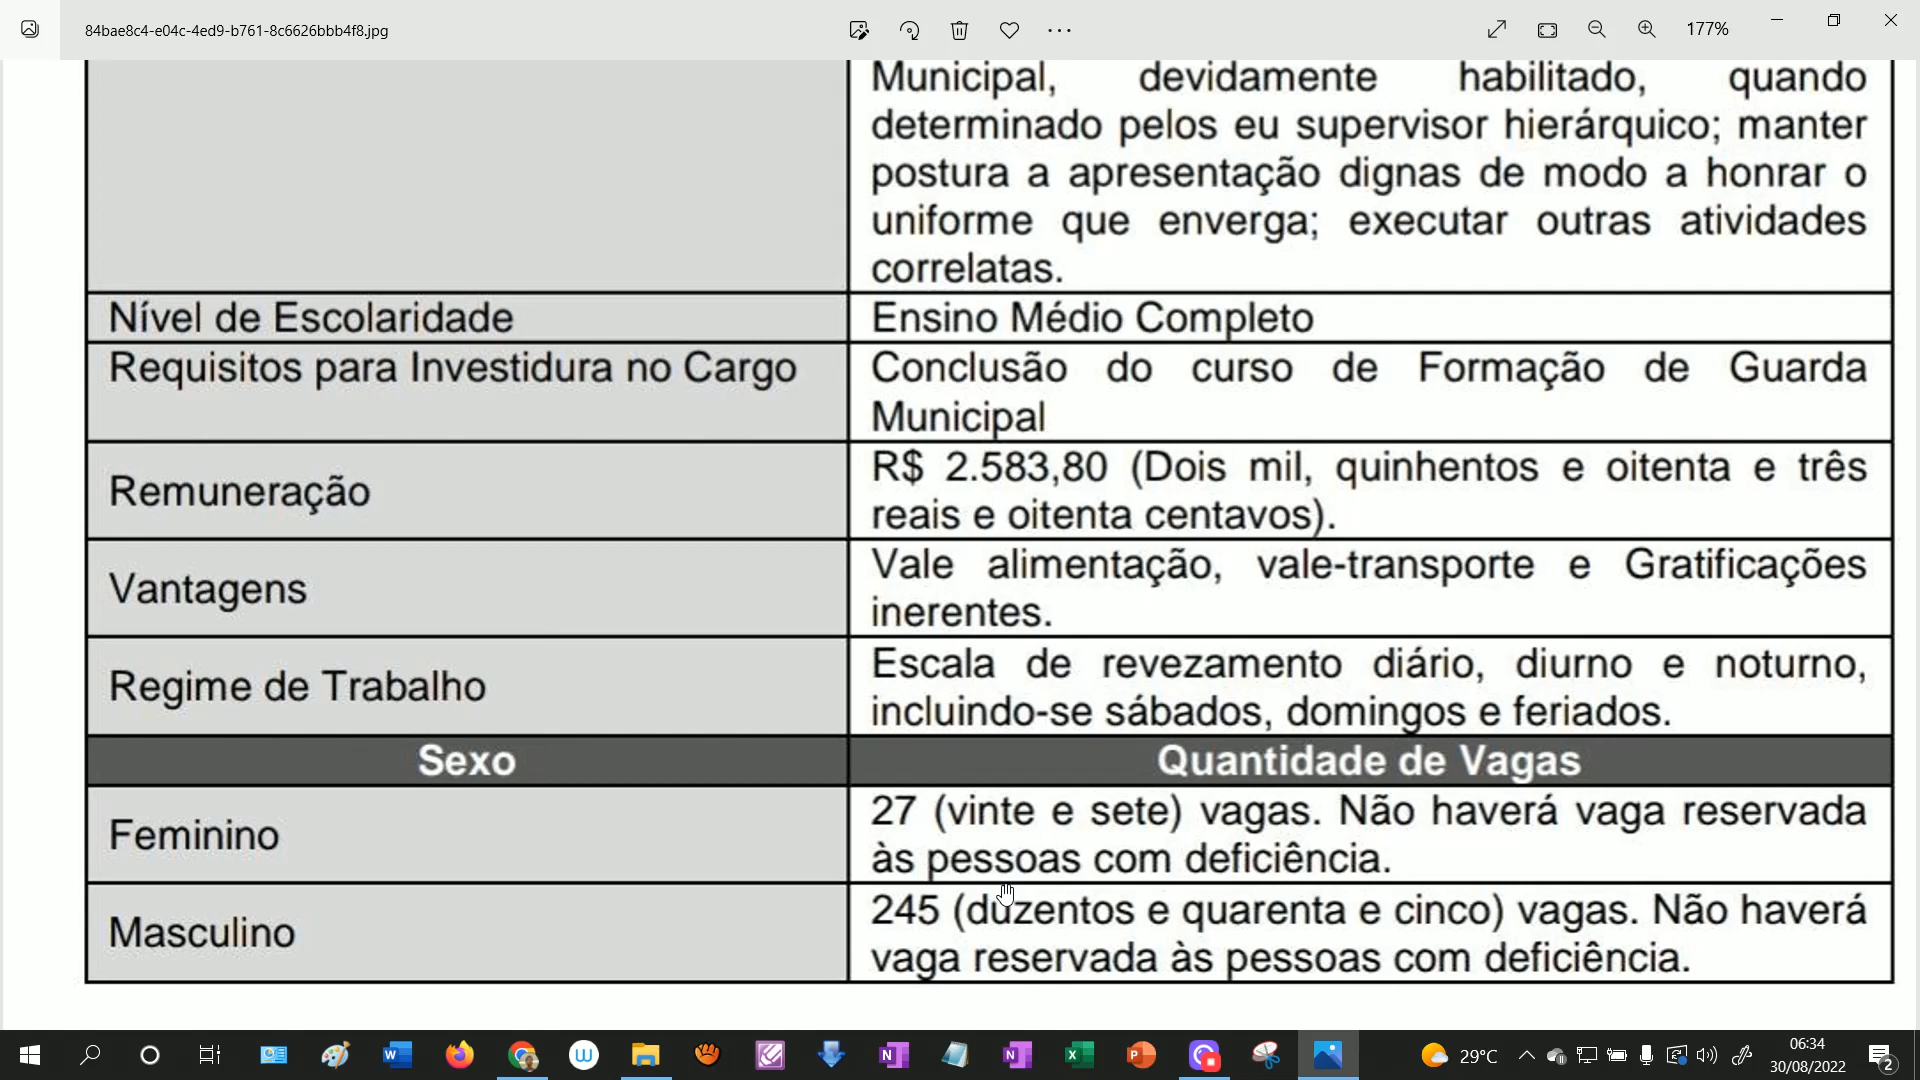 84bae8c4-e04c-4ed9-b761-8c6626bbb4f8.jpg
177%
Municipal, devidamente habilitado, quando
determinado pelos eu supervisor hierárquico; manter
postura a apresentação dignas de modo a honrar o
uniforme que enverga; executar outras atividades
correlatas.
Nível de Escolaridade
Ensino Médio Completo
Requisitos para Investidura no Cargo
Conclusão do curso de Formação de Guarda
Municipal
Remuneração
R$ 2.583,80 (Dois mil, quinhentos e oitenta e três
reais e oitenta centavos).
Vantagens
Vale alimentação, vale-transporte e Gratificações
inerentes.
Regime de Trabalho
Escala de revezamento diário, diurno e noturno,
incluindo-se sábados, domingos e feriados.
Sexo
Quantidade de Vagas
Feminino
27 (vinte e sete) vagas. Não haverá vaga reservada
às pessoas com deficiência.
Masculino
245 (duzentos e quarenta e cinco) vagas. Não haverá
vaga reservada às pessoas com deficiência.
29°C
06:34
30/08/2022
2